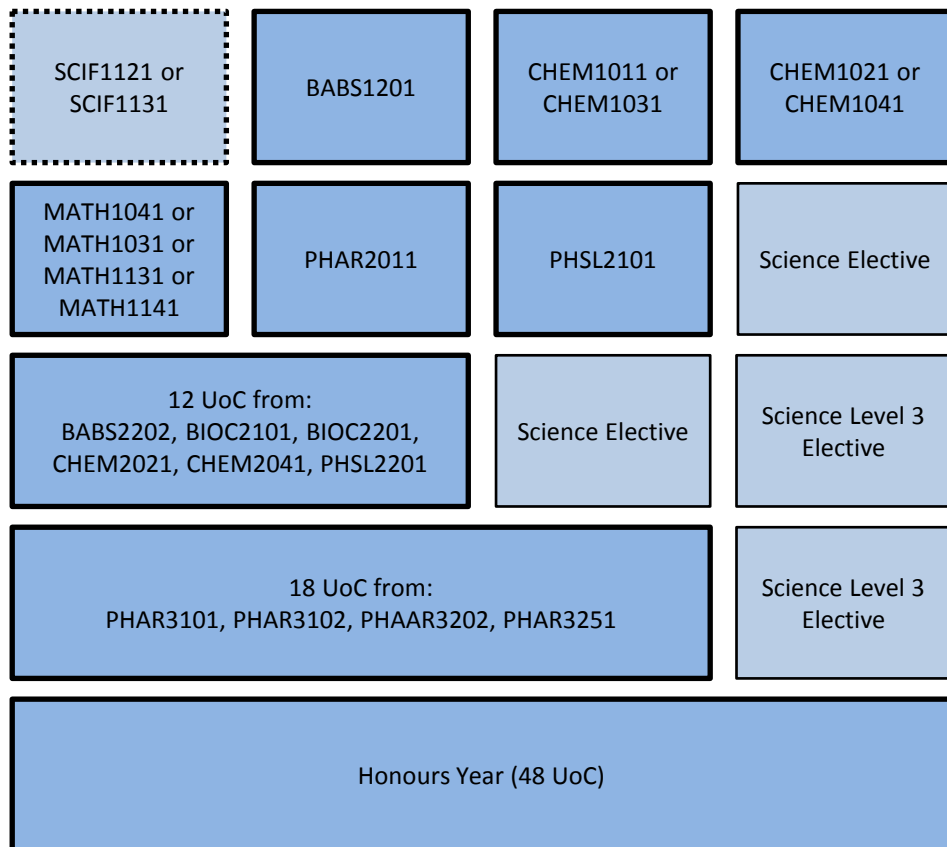 SCIF1121 or
SCIF1131
BABS1201
CHEM1011 or
CHEM1031
CHEM1021 or
CHEM1041
MATH1041 or
MATH1031 or
MATH1131 or
MATH1141
PHAR2011
PHSL2101
Science Elective
12 UoC from:
BABS2202, BIOC2101, BIOC2201,
CHEM2021, CHEM2041, PHSL2201
Science Elective
Science Level 3
Elective
18 UoC from:
PHAR3101, PHAR3102, PHAAR3202, PHAR3251
Science Level 3
Elective
Honours Year (48 UoC)